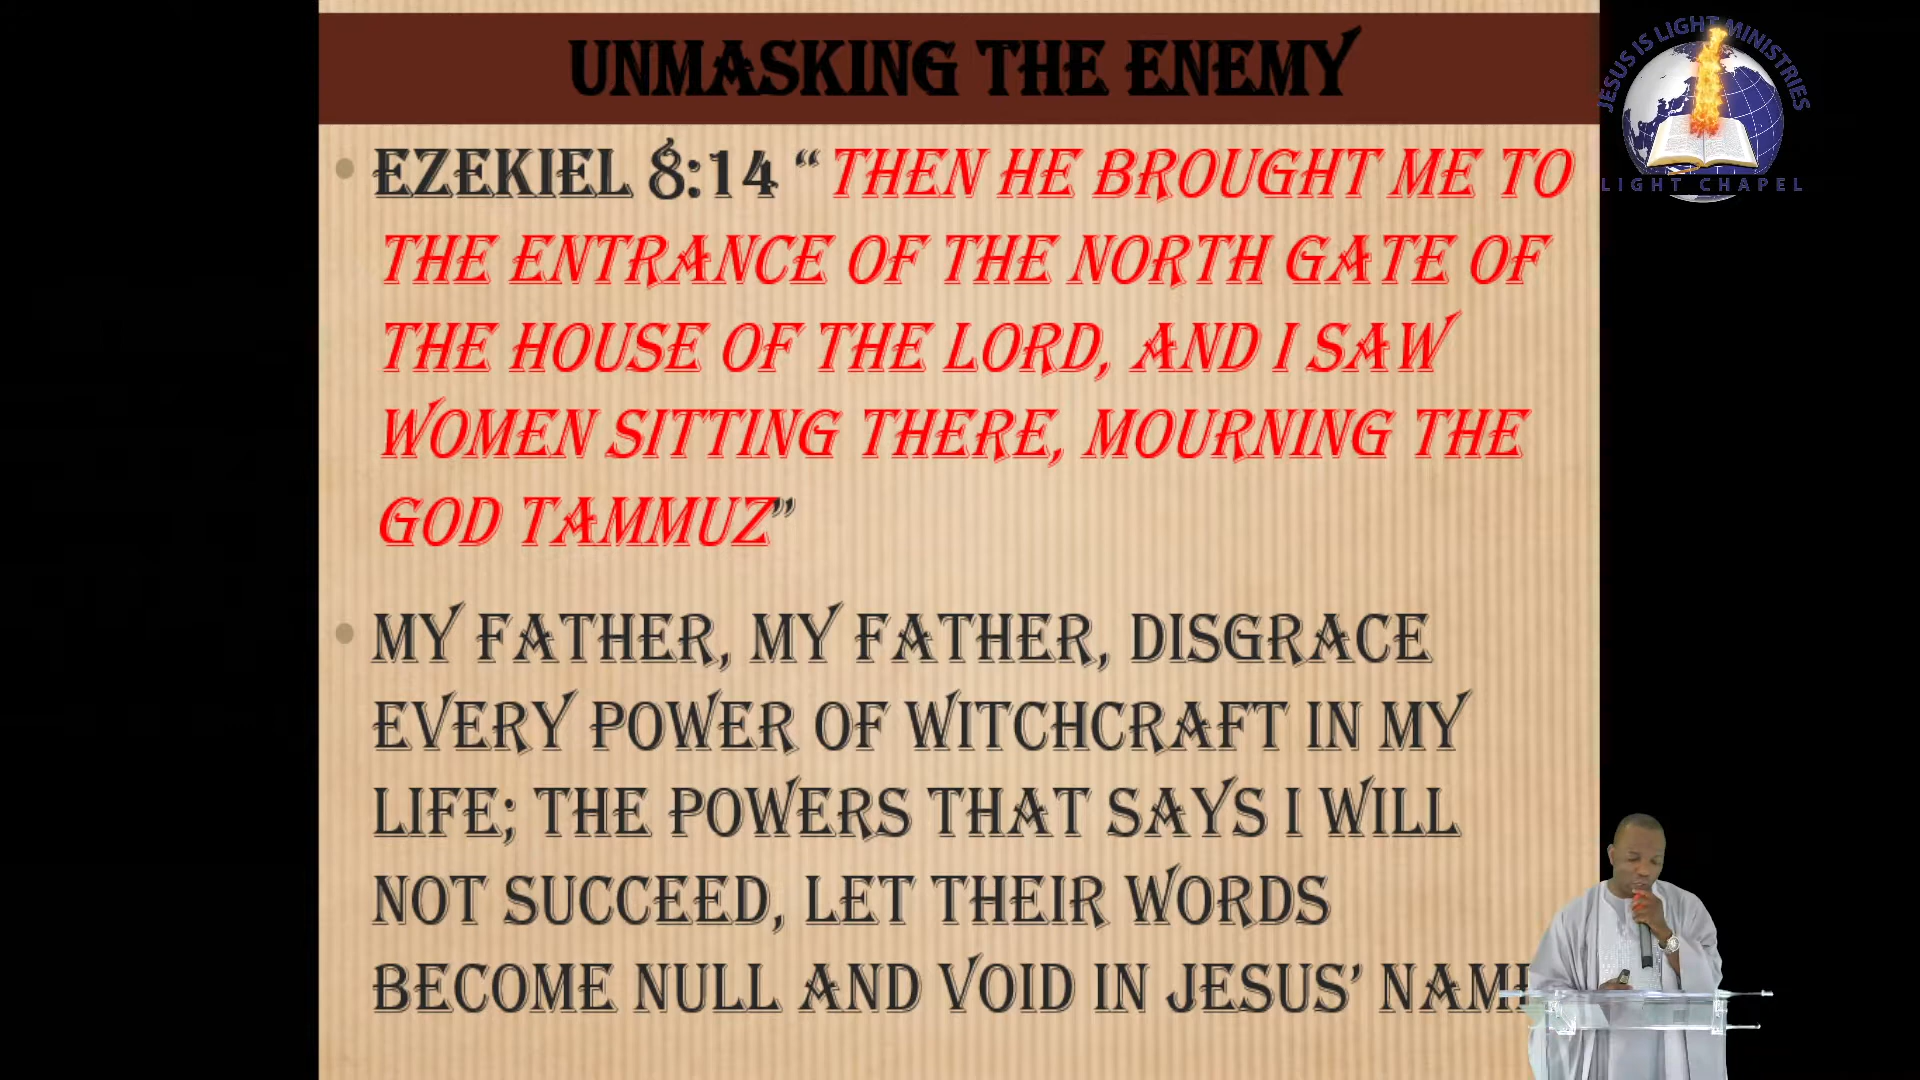 UNMASKING THE ENEMY
• EZEKIEL 8:14 “THEN HE BROUGHT ME TO
THE ENTRANCE OF THE NORTH GATE OF
THE HOUSE OF THE LORD, AND I SAW
WOMEN SITTING THERE, MOURNING THE
GOD TAMMUZ”
• MY FATHER, MY FATHER, DISGRACE
EVERY POWER OF WITCHCRAFT IN MY
LIFE; THE POWERS THAT SAYS I WILL
NOT SUCCEED, LET THEIR WORDS
BECOME NULL AND VOID IN JESUS’ NAME
JESUS IS LIGHT MINISTRIES
LIGHT CHAPEL